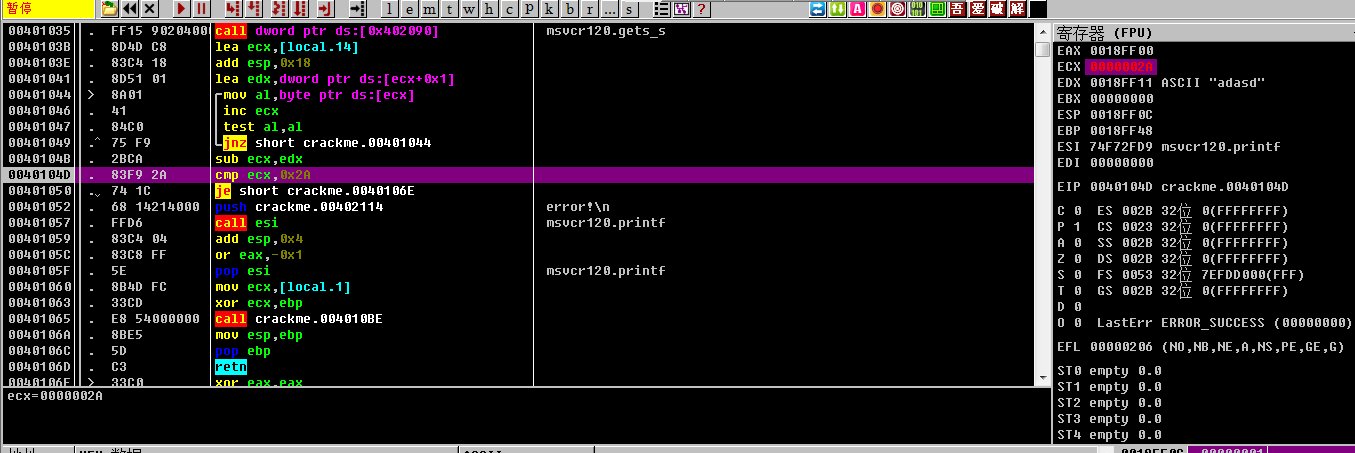 暂停
l e m t w h c p k b r ... s ?
吾 爱 破 解
00401035 . FF15 90204000 call dword ptr ds:[0x402090] msvcr120.gets_s
0040103B . 8D4D C8 lea ecx,[local.14]
0040103E . 83C4 18 add esp,0x18
00401041 . 8D51 01 lea edx,dword ptr ds:[ecx+0x1]
00401044 > 8A01 mov al,byte ptr ds:[ecx]
00401046 . 41 inc ecx
00401047 . 84C0 test al,al
00401049 .^ 75 F9 jnz short crackme.00401044
0040104B . 2BCA sub ecx,edx
0040104D . 83F9 2A cmp ecx,0x2A
00401050 .v 74 1C je short crackme.0040106E
00401052 . 68 14214000 push crackme.00402114 error!\n
00401057 . FFD6 call esi msvcr120.printf
00401059 . 83C4 04 add esp,0x4
0040105C . 83C8 FF or eax,-0x1
0040105F . 5E pop esi msvcr120.printf
00401060 . 8B4D FC mov ecx,[local.1]
00401063 . 33CD xor ecx,ebp
00401065 . E8 54000000 call crackme.004010BE
0040106A . 8BE5 mov esp,ebp
0040106C . 5D pop ebp
0040106D . C3 retn
0040106E > 33C0 xor eax,eax
ecx=0000002A
寄存器 (FPU)
EAX 0018FF00
ECX 0000002A
EDX 0018FF11 ASCII "adasd"
EBX 00000000
ESP 0018FF0C
EBP 0018FF48
ESI 74F72FD9 msvcr120.printf
EDI 00000000
EIP 0040104D crackme.0040104D
C 0 ES 002B 32位 0(FFFFFFFF)
P 1 CS 0023 32位 0(FFFFFFFF)
A 0 SS 002B 32位 0(FFFFFFFF)
Z 0 DS 002B 32位 0(FFFFFFFF)
S 0 FS 0053 32位 7EFDD000(FFF)
T 0 GS 002B 32位 0(FFFFFFFF)
D 0
O 0 LastErr ERROR_SUCCESS (00000000)
EFL 00000206 (NO,NB,NE,A,NS,PE,GE,G)
ST0 empty 0.0
ST1 empty 0.0
ST2 empty 0.0
ST3 empty 0.0
ST4 empty 0.0